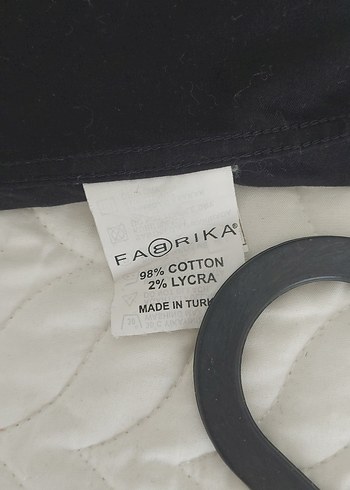 FABRIKA®
98% COTTON
2% LYCRA
MADE IN TURK